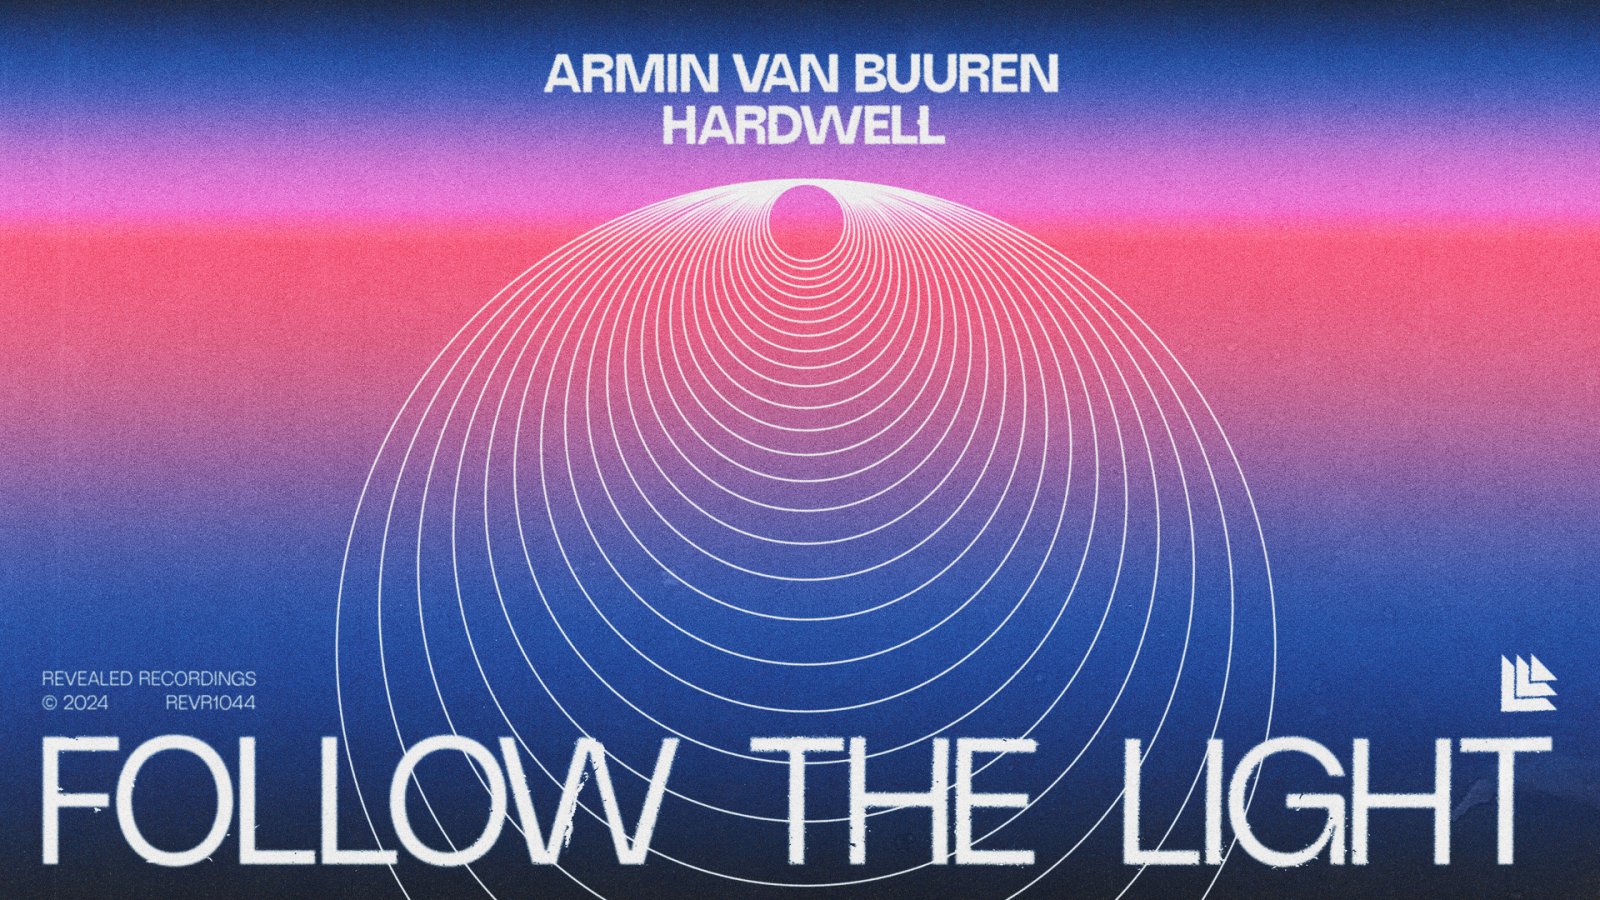 ARMIN VAN BUUREN
HARDWELL
REVEALED RECORDINGS
© 2024 REVR1044
FOLLOW THE LIGHT